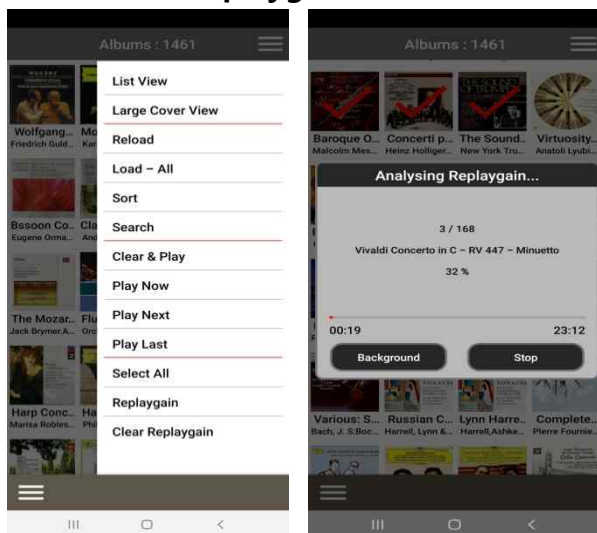 Albums : 1461
List View
Large Cover View
Reload
Load – All
Sort
Search
Clear & Play
Play Now
Play Next
Play Last
Select All
Replaygain
Clear Replaygain
Wolfgang...
Friedrich Guld..
Bssoon Co..
Eugene Orma..
The Mozar..
Jack Brymer.A..
Harp Conc..
Marisa Robles..
Albums : 1461
Baroque O.. Concerti p... The Sound.. Virtuosity..
Malcolm Mes.. Heinz Holliger.. New York Tru.. Anatoli Lyubi..
Analysing Replaygain...
3 / 168
Vivaldi Concerto in C – RV 447 – Minuetto
32 %
00:19 23:12
Background Stop
Various: S... Russian C... Lynn Harre.. Complete..
Bach, J. S:Boc.. Harrell, Lynn &.. Harrell,Ashke.. Pierre Fournie..